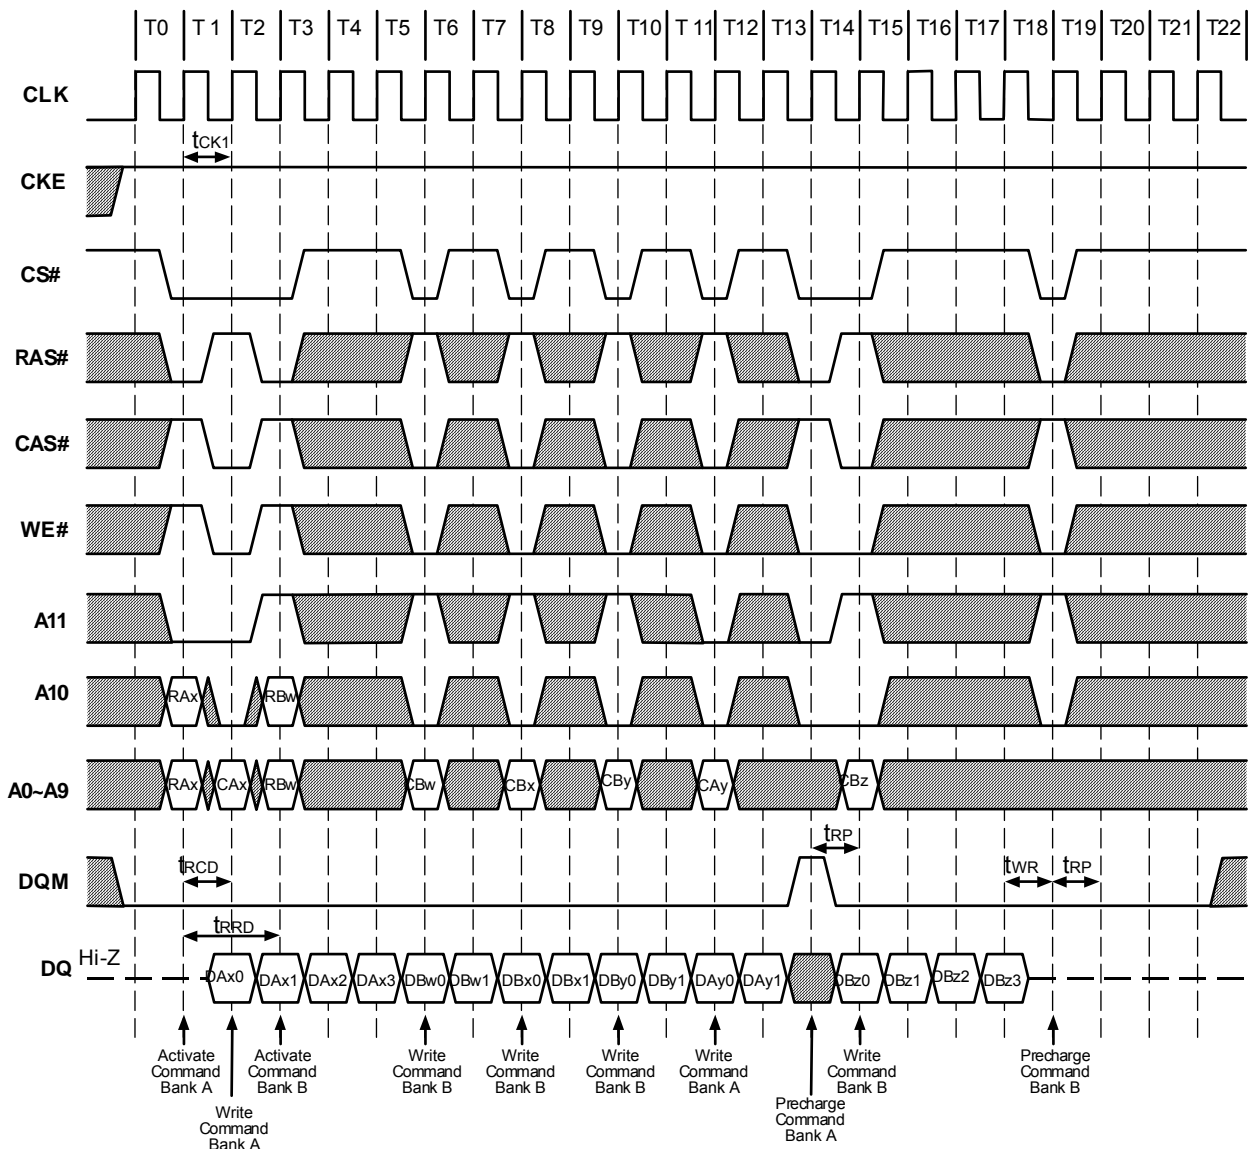 T0 T 1 T2 T3 T4 T5 T6 T7 T8 T9 T10 T 11 T12 T13 T14 T15 T16 T17 T18 T19 T20 T21 T22
CLK
tCK1
CKE
CS#
RAS#
CAS#
WE#
A11
A10 RAx RBw
A0~A9 RAx CAx RBw CBw CBx CBy CAy CBz
tRP
DQM tRCD tWR tRP
tRRD
DQ Hi-Z DAx0 DAx1 DAx2 DAx3 DBw0 DBw1 DBx0 DBx1 DBy0 DBy1 DAy0 DAy1 DBz0 DBz1 DBz2 DBz3
Activate
Command
Bank A
Write
Command
Bank A
Activate
Command
Bank B
Write
Command
Bank B
Write
Command
Bank B
Write
Command
Bank B
Write
Command
Bank A
Precharge
Command
Bank A
Write
Command
Bank B
Precharge
Command
Bank B